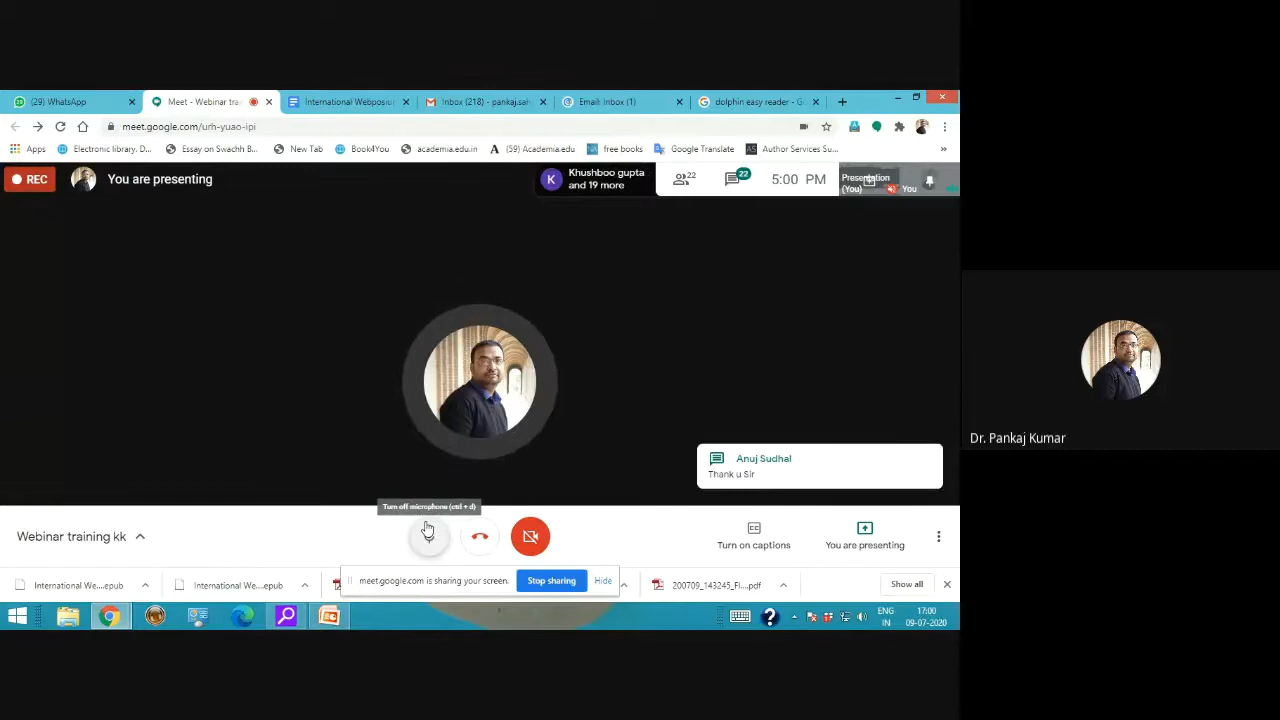 (29) WhatsApp
Meet - Webinar tra
International Webposiu
Inbox (218) - pankaj.sah
Email: Inbox (1)
dolphin easy reader - G
meet.google.com/urh-yuao-ipi
Apps
Electronic library. D...
Essay on Swachh B...
New Tab
Book4You
academia.edu.in
(59) Academia.edu
free books
Google Translate
Author Services Su...
REC
You are presenting
K
Khushboo gupta
and 19 more
22
22
5:00 PM
Presentation
(You)
You
Anuj Sudhal
Thank u Sir
Dr. Pankaj Kumar
Turn off microphone (ctrl + d)
Webinar training kk
Turn on captions
You are presenting
International We....epub
International We....epub
meet.google.com is sharing your screen.
Stop sharing
Hide
200709_143245_Fl....pdf
Show all
ENG
IN
17:00
09-07-2020